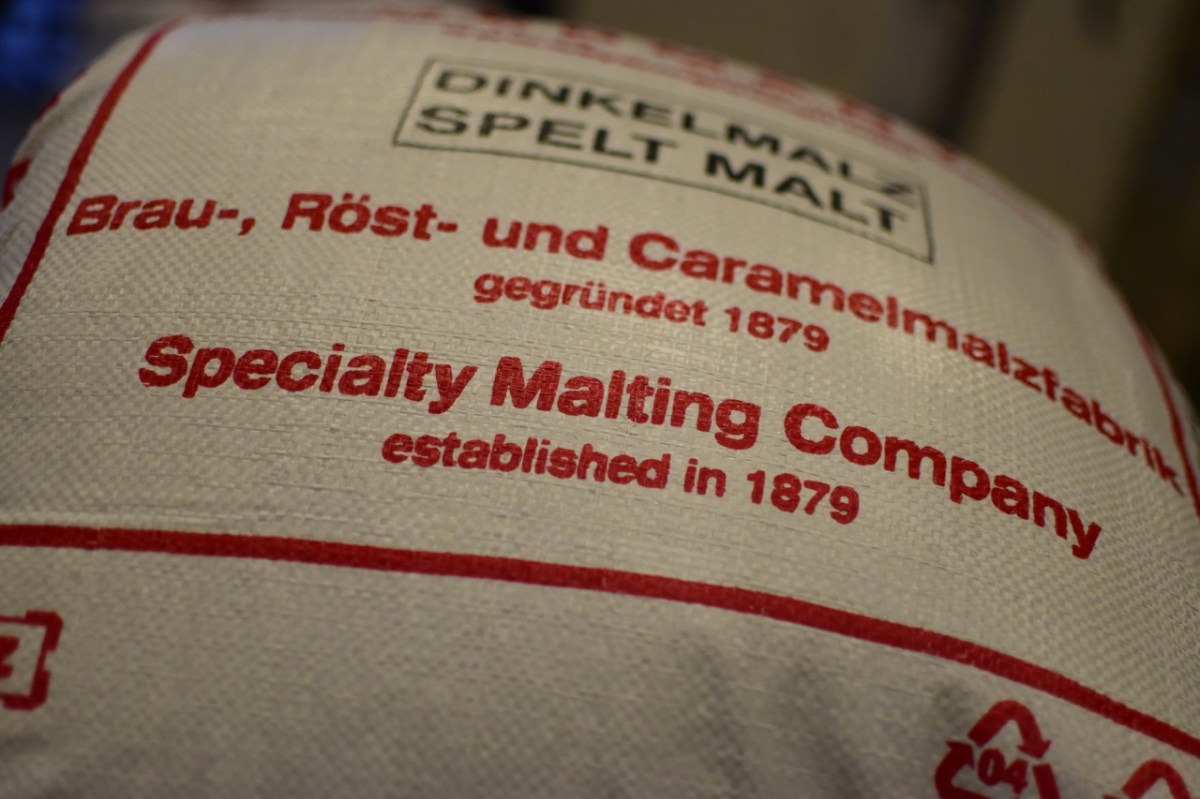 DINKELMALZ
SPELT MALT
Brau-, Röst- und Caramelmalzfabrik
gegründet 1879
Specialty Malting Company
established in 1879
04